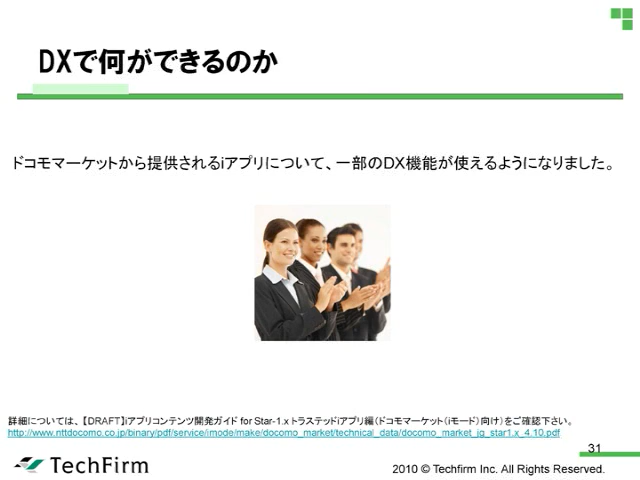 DXで何ができるのか
ドコモマーケットから提供されるiアプリについて、一部のDX機能が使えるようになりました。
詳細については、【DRAFT】iアプリコンテンツ開発ガイド for Star-1.x トラステッドiアプリ編（ドコモマーケット（iモード）向け）をご確認下さい。
http://www.nttdocomo.co.jp/binary/pdf/service/imode/make/docomo_market/technical_data/docomo_market_jg_star1.x_4.10.pdf
31
TechFirm
2010 © Techfirm Inc. All Rights Reserved.